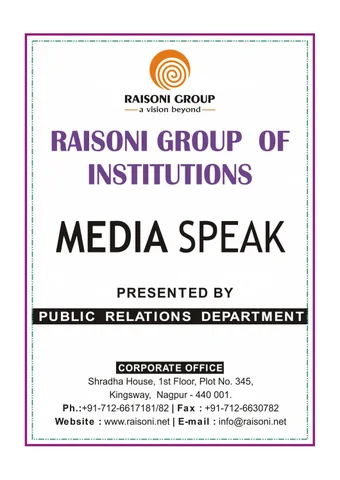 RAISONI GROUP
a vision beyond
RAISONI GROUP OF
INSTITUTIONS
MEDIA SPEAK
PRESENTED BY
PUBLIC RELATIONS DEPARTMENT
CORPORATE OFFICE
Shradha House, 1st Floor, Plot No. 345,
Kingsway, Nagpur - 440 001.
Ph.:+91-712-6617181/82 | Fax : +91-712-6630782
Website : www.raisoni.net | E-mail : info@raisoni.net